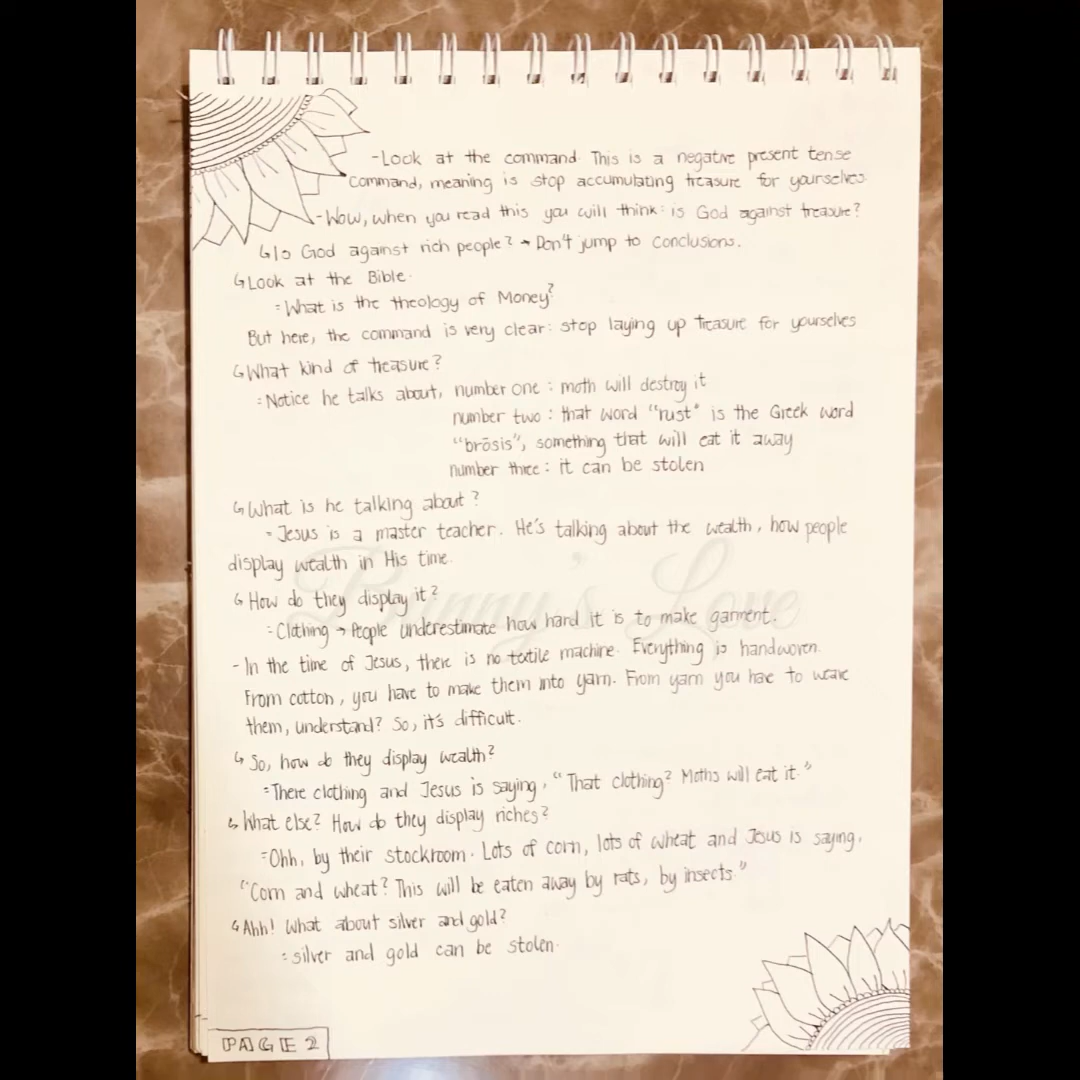 -Look at the command. This is a negative present tense
Command, meaning is stop accumulating treasure for yourselves.
-Wow, when you read this you will think: is God against treasure?
↳Is God against rich people? → Don't jump to conclusions.
↳Look at the Bible.
= What is the theology of Money?
But here, the command is very clear: stop laying up treasure for yourselves
↳What kind of treasure?
= Notice he talks about, number one : moth will destroy it
number two : that word "rust" is the Greek word
"brōsis", something that will eat it away
number three : it can be stolen
↳What is he talking about?
= Jesus is a master teacher. He's talking about the wealth, how people
display wealth in His time.
↳How do they display it?
= Clothing → People underestimate how hard it is to make garment.
-In the time of Jesus, there is no textile machine. Everything is handwoven.
From cotton, you have to make them into yarn. From yarn you have to weave
them, understand? So, it's difficult.
↳So, how do they display wealth?
= There clothing and Jesus is saying, "That clothing? Moths will eat it."
↳What else? How do they display riches?
=Ohh, by their stockroom. Lots of corn, lots of wheat and Jesus is saying,
"Corn and wheat? This will be eaten away by rats, by insects."
↳Ahh! What about silver and gold?
= silver and gold can be stolen.
PAGE 2
Bunny's Love